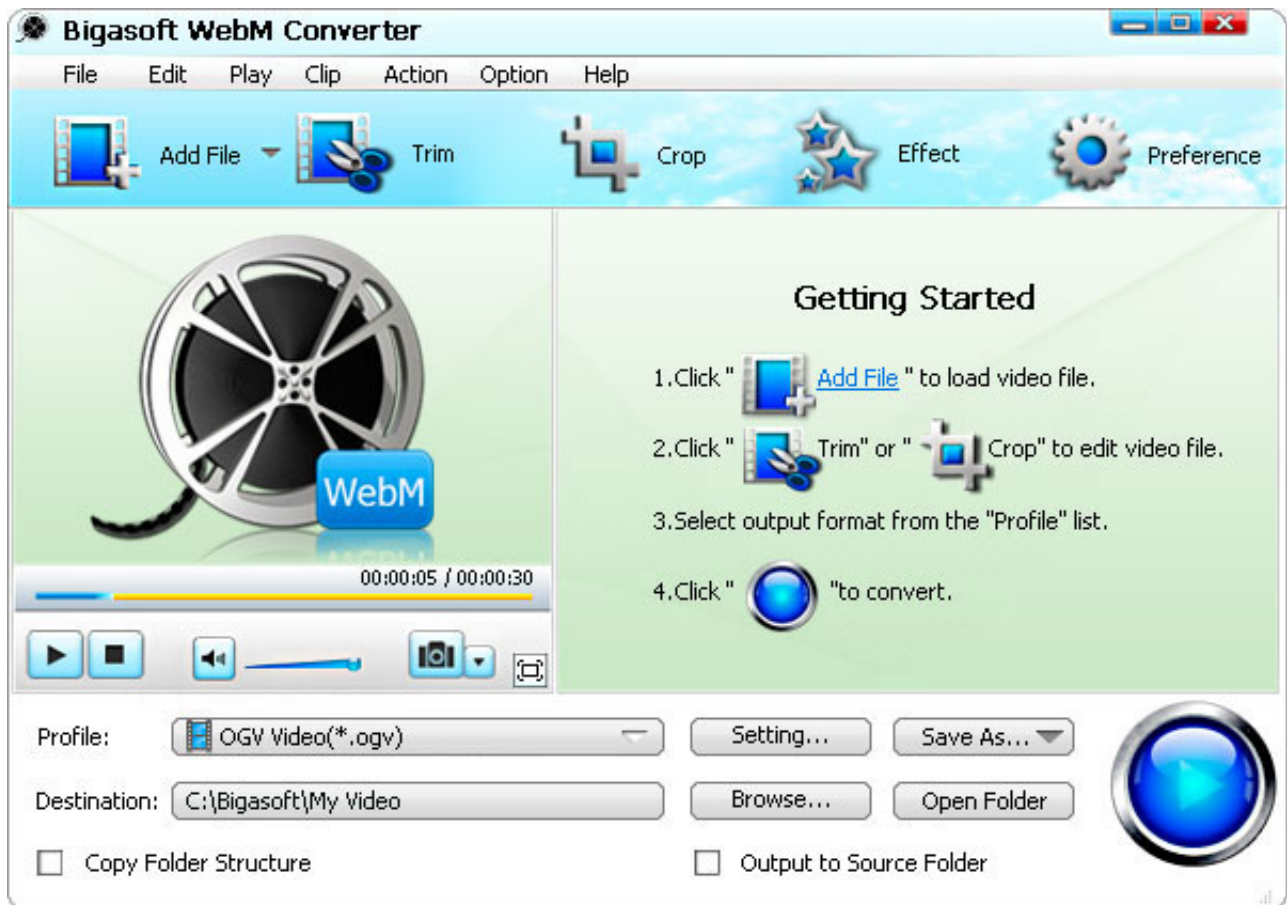 Bigasoft WebM Converter
File Edit Play Clip Action Option Help
Add File Trim Crop Effect Preference
Getting Started
1.Click " Add File " to load video file.
2.Click " Trim" or " Crop" to edit video file.
3.Select output format from the "Profile" list.
4.Click " "to convert.
WebM
00:00:05 / 00:00:30
Profile: OGV Video(*.ogv) Setting... Save As...
Destination: C:\Bigasoft\My Video Browse... Open Folder
Copy Folder Structure Output to Source Folder